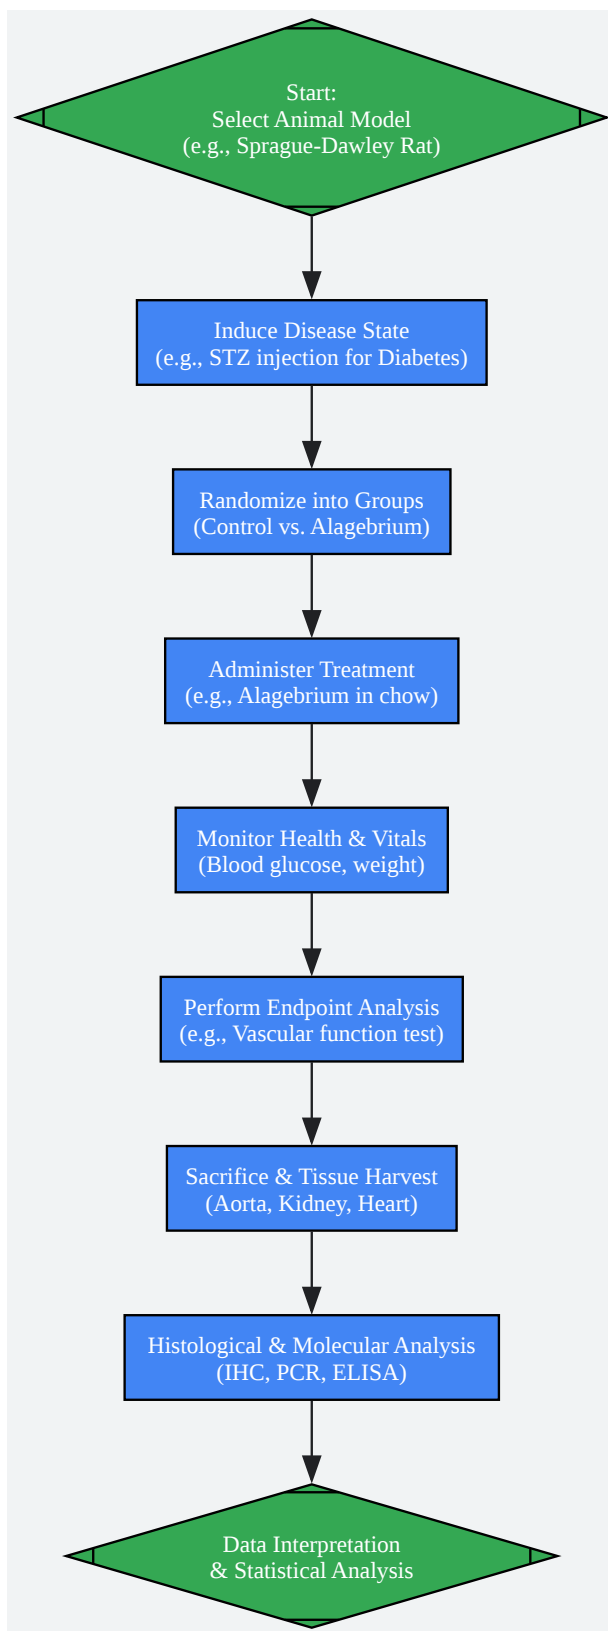 Start:
Select Animal Model
(e.g., Sprague-Dawley Rat)
Induce Disease State
(e.g., STZ injection for Diabetes)
Randomize into Groups
(Control vs. Alagebrium)
Administer Treatment
(e.g., Alagebrium in chow)
Monitor Health & Vitals
(Blood glucose, weight)
Perform Endpoint Analysis
(e.g., Vascular function test)
Sacrifice & Tissue Harvest
(Aorta, Kidney, Heart)
Histological & Molecular Analysis
(IHC, PCR, ELISA)
Data Interpretation
& Statistical Analysis